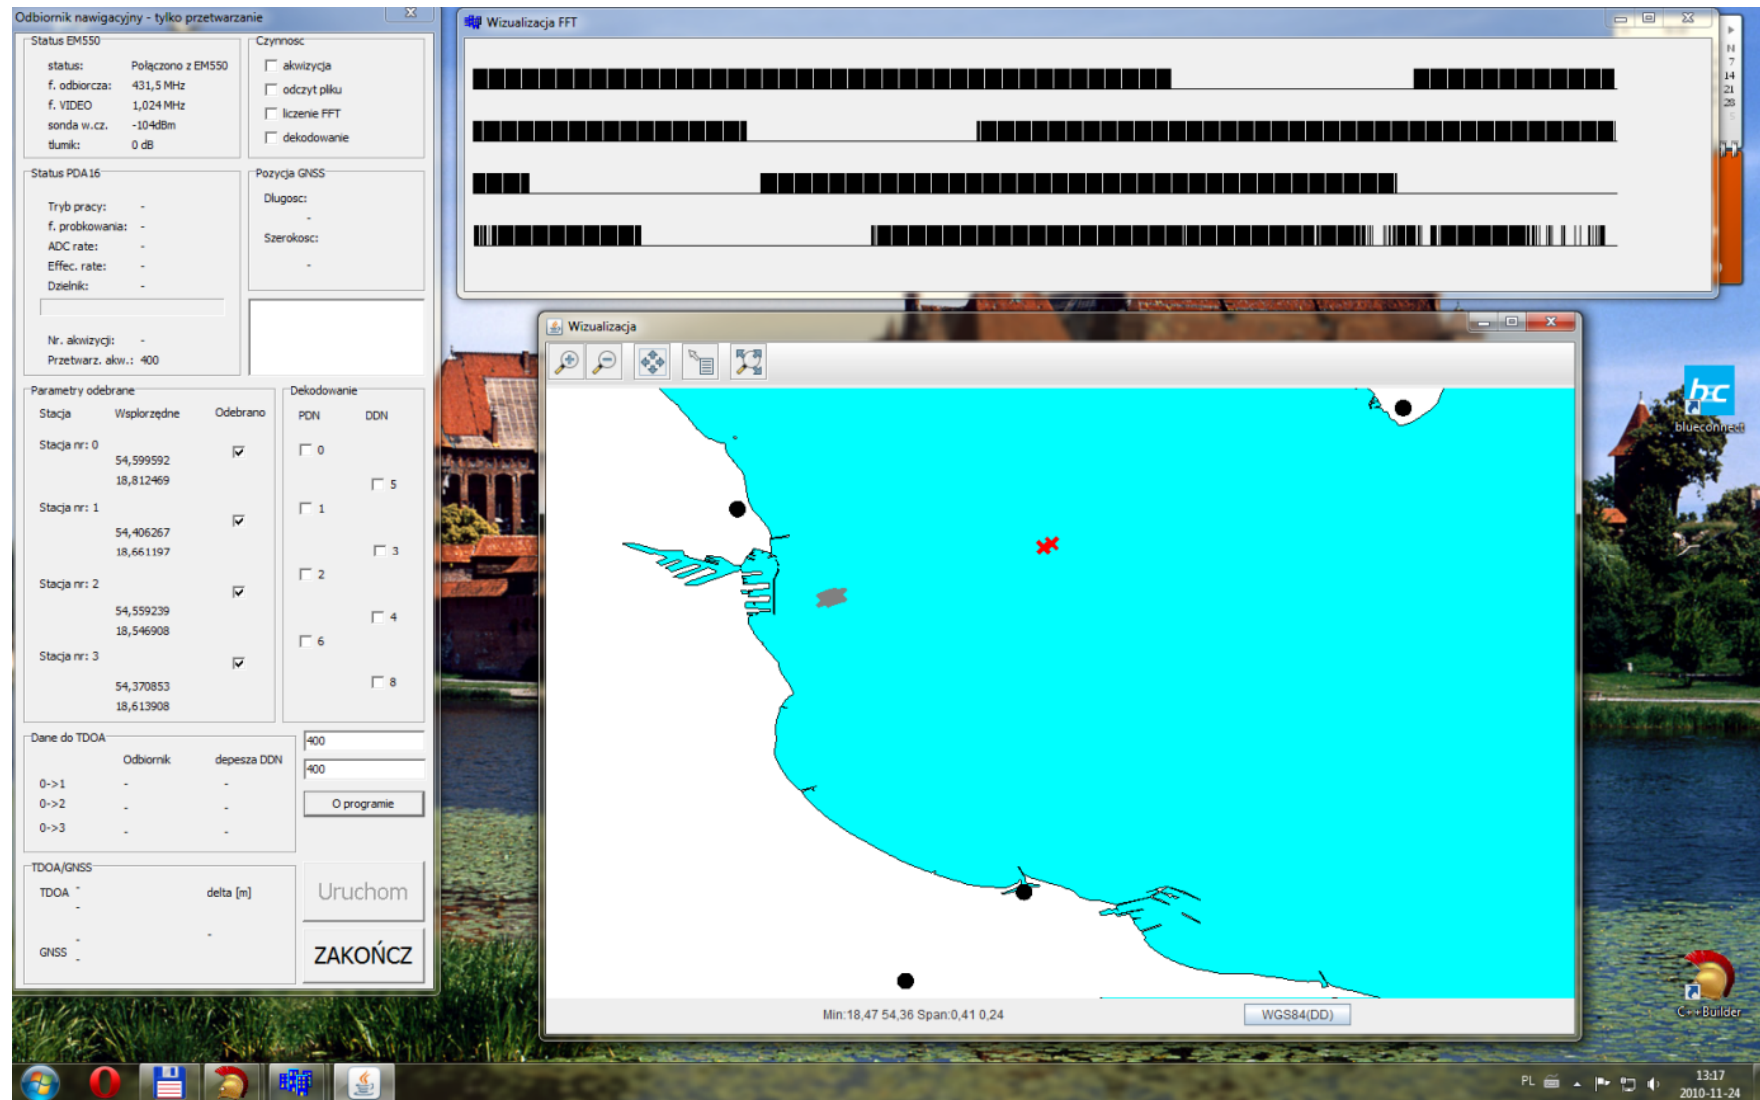 Odbiornik nawigacyjny - tylko przetwarzanie
Status EM550
status: Połączono z EM550
f. odbiorcza: 431,5 MHz
f. VIDEO 1,024 MHz
sonda w.cz. -104dBm
tłumik: 0 dB
Czynnosc
akwizycja
odczyt pliku
liczenie FFT
dekodowanie
Status PDA16
Tryb pracy: -
f. probkowania: -
ADC rate: -
Effec. rate: -
Dzielnik: -
Nr. akwizycji: -
Przetwarz. akw.: 400
Pozycja GNSS
Dlugosc:
-
Szerokosc:
-
Parametry odebrane
Stacja Wsplorzędne Odebrano
Stacja nr: 0
54,599592
18,812469
Stacja nr: 1
54,406267
18,661197
Stacja nr: 2
54,559239
18,546908
Stacja nr: 3
54,370853
18,613908
Dekodowanie
PDN DDN
0
5
1
3
2
4
6
8
Dane do TDOA
Odbiornik depesza DDN
0->1 - -
0->2 - -
0->3 - -
400
400
O programie
TDOA/GNSS
TDOA - delta [m]
-
- -
GNSS -
Uruchom
ZAKOŃCZ
Wizualizacja FFT
N
7
14
21
28
5
Wizualizacja
Min:18,47 54,36 Span:0,41 0,24
WGS84(DD)
bc
blueconnect
C++Builder
PL
13:17
2010-11-24